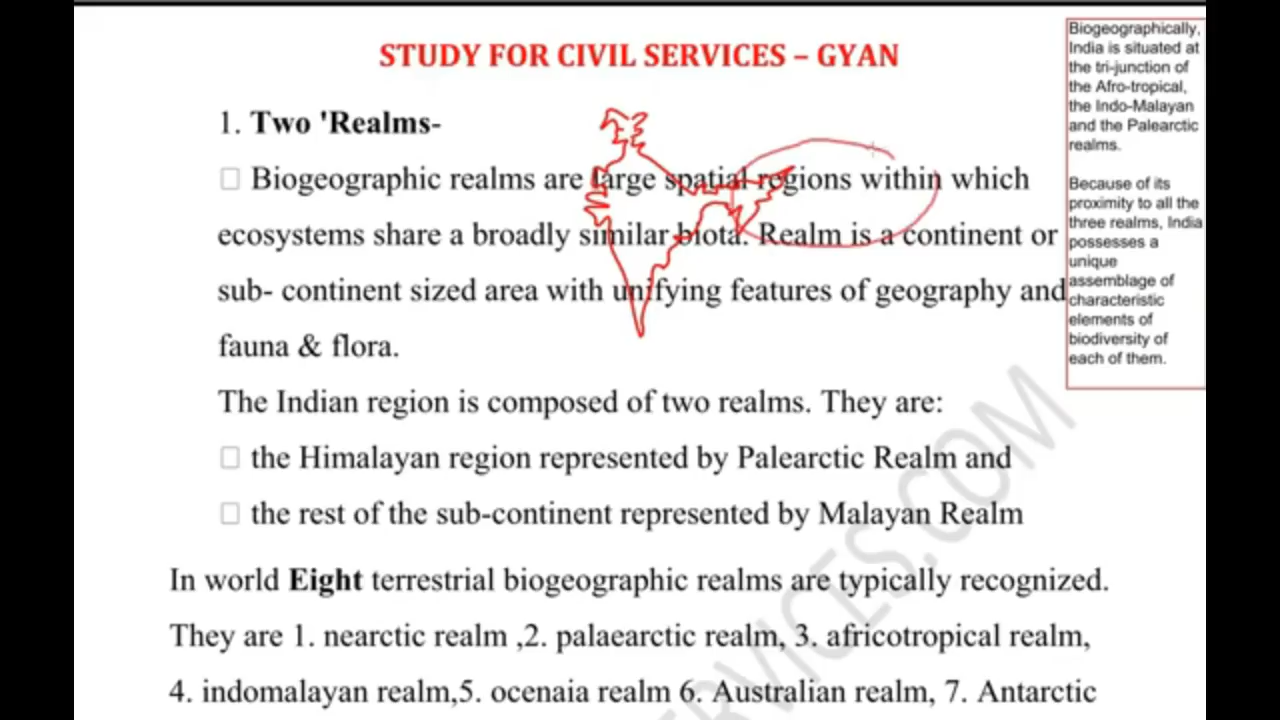 STUDY FOR CIVIL SERVICES – GYAN
1. Two 'Realms-
Biogeographic realms are large spatial regions within which
ecosystems share a broadly similar biota. Realm is a continent or
sub- continent sized area with unifying features of geography and
fauna & flora.
The Indian region is composed of two realms. They are:
the Himalayan region represented by Palearctic Realm and
the rest of the sub-continent represented by Malayan Realm
In world Eight terrestrial biogeographic realms are typically recognized.
They are 1. nearctic realm ,2. palaearctic realm, 3. africotropical realm,
4. indomalayan realm,5. ocenaia realm 6. Australian realm, 7. Antarctic
Biogeographically,
India is situated at
the tri-junction of
the Afro-tropical,
the Indo-Malayan
and the Palearctic
realms.
Because of its
proximity to all the
three realms, India
possesses a
unique
assemblage of
characteristic
elements of
biodiversity of
each of them.